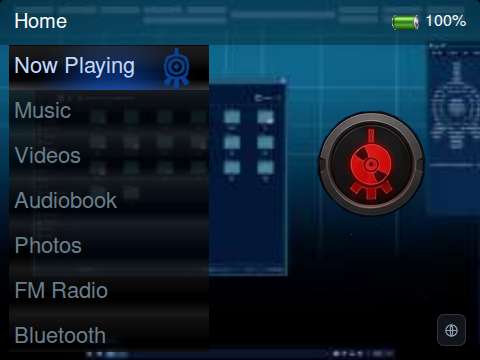 Home
100%
Now Playing
Music
Videos
Audiobook
Photos
FM Radio
Bluetooth